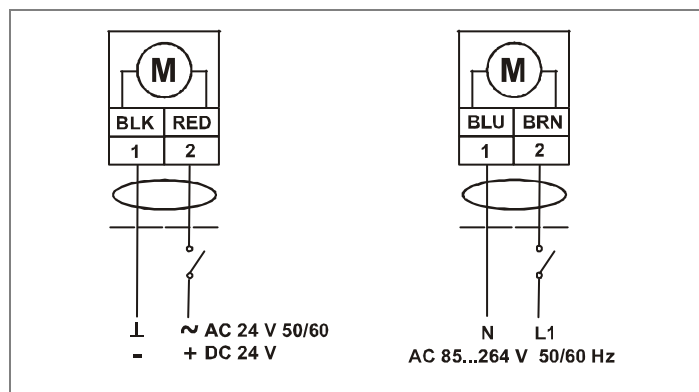 M
BLK RED
1 2
⊥ ~ AC 24 V 50/60
- + DC 24 V
M
BLU BRN
1 2
N L1
AC 85...264 V 50/60 Hz